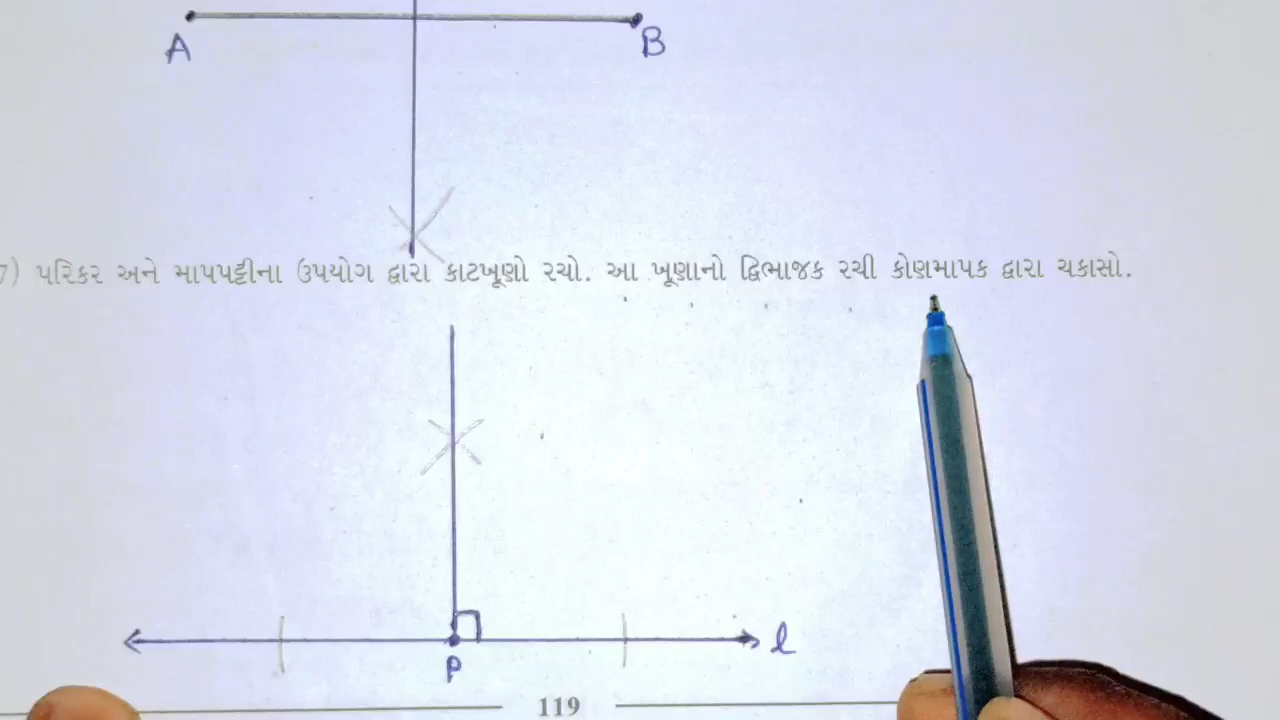 A
B
7) પરિકર અને માપપટ્ટીના ઉપયોગ દ્વારા કાટખૂણો રચો. આ ખૂણાનો દ્વિભાજક રચી કોણમાપક દ્વારા ચકાસો.
l
P
119